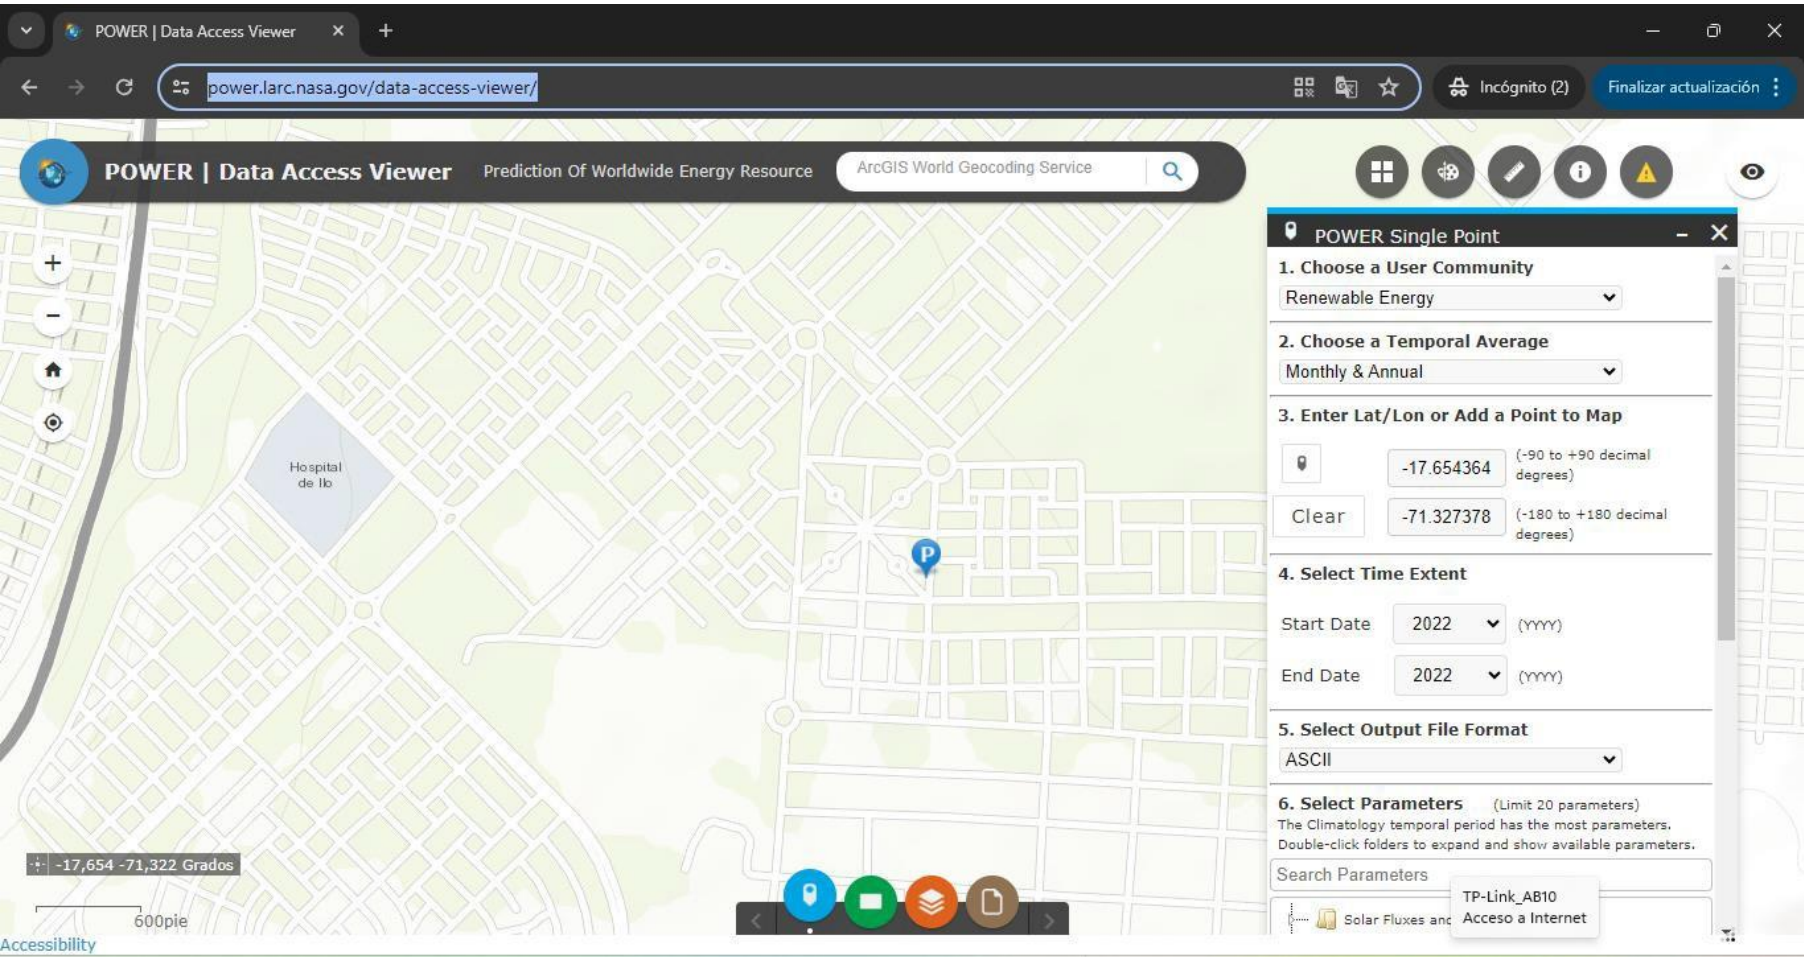 POWER | Data Access Viewer
power.larc.nasa.gov/data-access-viewer/
Incógnito (2)
Finalizar actualización
POWER | Data Access Viewer
Prediction Of Worldwide Energy Resource
ArcGIS World Geocoding Service
POWER Single Point
1. Choose a User Community
Renewable Energy
2. Choose a Temporal Average
Monthly & Annual
3. Enter Lat/Lon or Add a Point to Map
-17.654364
(-90 to +90 decimal
degrees)
Clear
-71.327378
(-180 to +180 decimal
degrees)
4. Select Time Extent
Start Date
2022
(YYYY)
End Date
2022
(YYYY)
5. Select Output File Format
ASCII
6. Select Parameters
(Limit 20 parameters)
The Climatology temporal period has the most parameters.
Double-click folders to expand and show available parameters.
Search Parameters
Solar Fluxes and
TP-Link_AB10
Acceso a Internet
Hospital
de Ilo
P
-17,654 -71,322 Grados
600pie
Accessibility